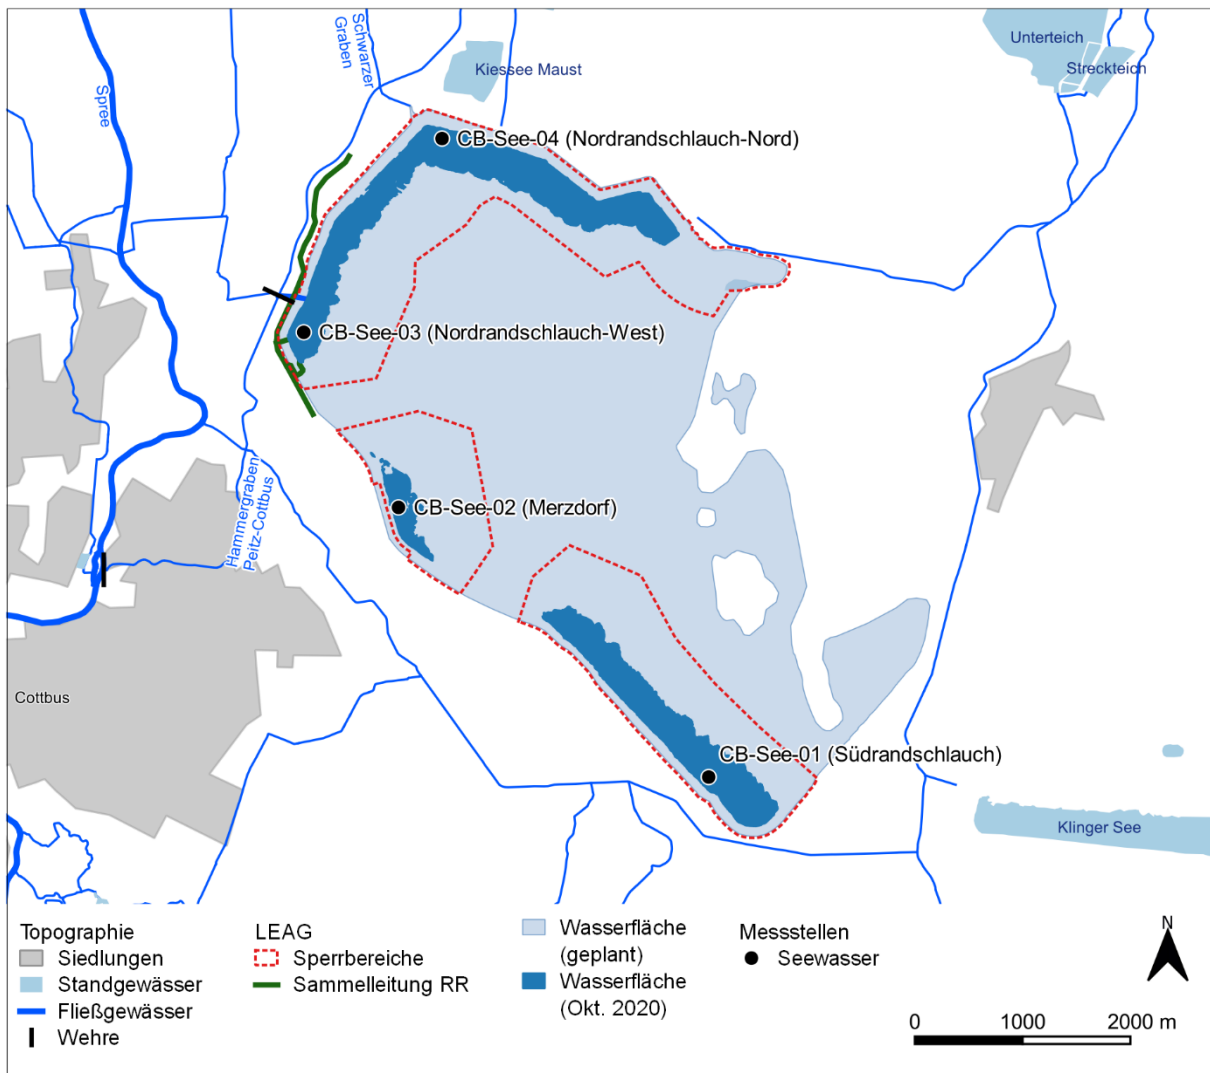 Schwarzer
Graben
Spree
Kiessee Maust
Unterteich
Streckteich
CB-See-04 (Nordrandschlauch-Nord)
CB-See-03 (Nordrandschlauch-West)
Hammergraben
Peitz-Cottbus
CB-See-02 (Merzdorf)
Cottbus
CB-See-01 (Südrandschlauch)
Klinger See
Topographie
Siedlungen
Standgewässer
Fließgewässer
Wehre
LEAG
Sperrbereiche
Sammelleitung RR
Wasserfläche
(geplant)
Wasserfläche
(Okt. 2020)
Messstellen
Seewasser
N
0 1000 2000 m